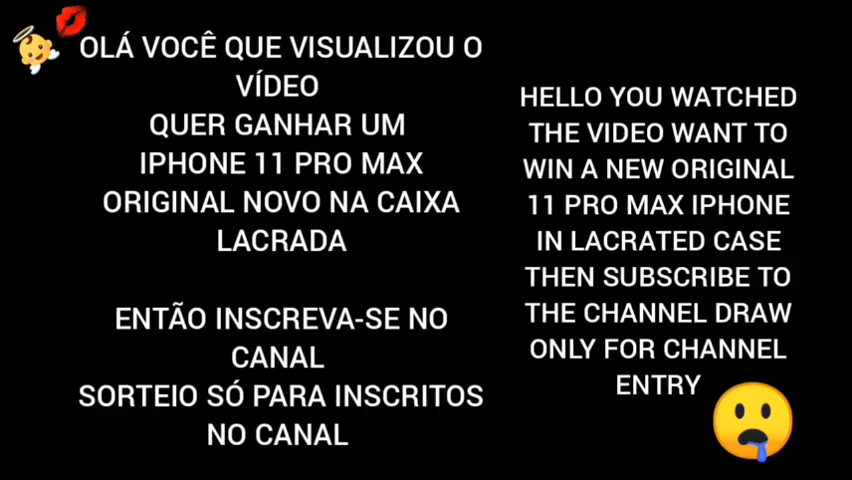 OLÁ VOCÊ QUE VISUALIZOU O
VÍDEO
QUER GANHAR UM
IPHONE 11 PRO MAX
ORIGINAL NOVO NA CAIXA
LACRADA
ENTÃO INSCREVA-SE NO
CANAL
SORTEIO SÓ PARA INSCRITOS
NO CANAL
HELLO YOU WATCHED
THE VIDEO WANT TO
WIN A NEW ORIGINAL
11 PRO MAX IPHONE
IN LACRATED CASE
THEN SUBSCRIBE TO
THE CHANNEL DRAW
ONLY FOR CHANNEL
ENTRY